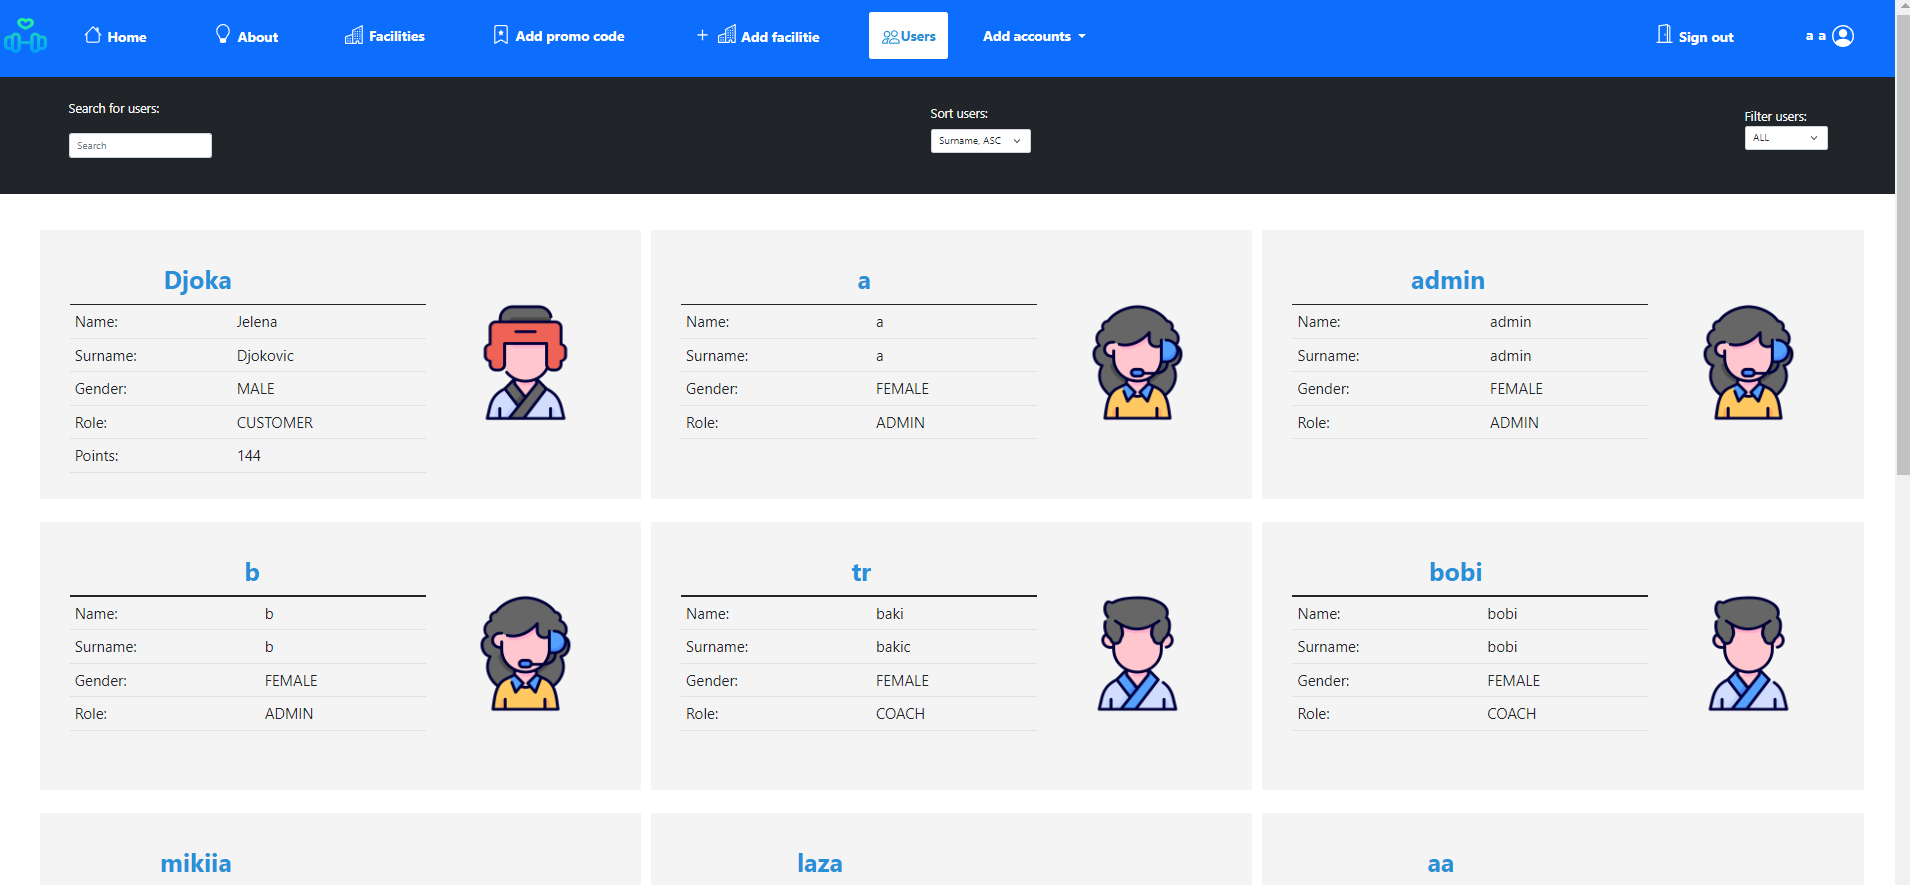 Home
About
Facilities
Add promo code
+ Add facilitie
Users
Add accounts
Sign out
a a
Search for users:
Search
Sort users:
Surname, ASC
Filter users:
ALL
Djoka
Name: Jelena
Surname: Djokovic
Gender: MALE
Role: CUSTOMER
Points: 144
a
Name: a
Surname: a
Gender: FEMALE
Role: ADMIN
admin
Name: admin
Surname: admin
Gender: FEMALE
Role: ADMIN
b
Name: b
Surname: b
Gender: FEMALE
Role: ADMIN
tr
Name: baki
Surname: bakic
Gender: FEMALE
Role: COACH
bobi
Name: bobi
Surname: bobi
Gender: FEMALE
Role: COACH
mikiia
laza
aa